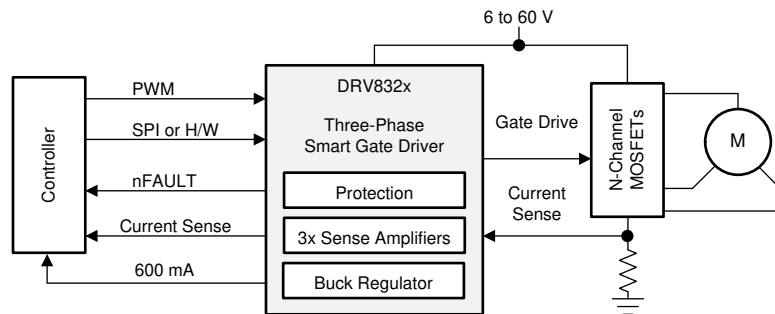 6 to 60 V
Controller
PWM
SPI or H/W
nFAULT
Current Sense
600 mA
DRV832x
Three-Phase
Smart Gate Driver
Protection
3x Sense Amplifiers
Buck Regulator
Gate Drive
Current
Sense
N-Channel
MOSFETs
M